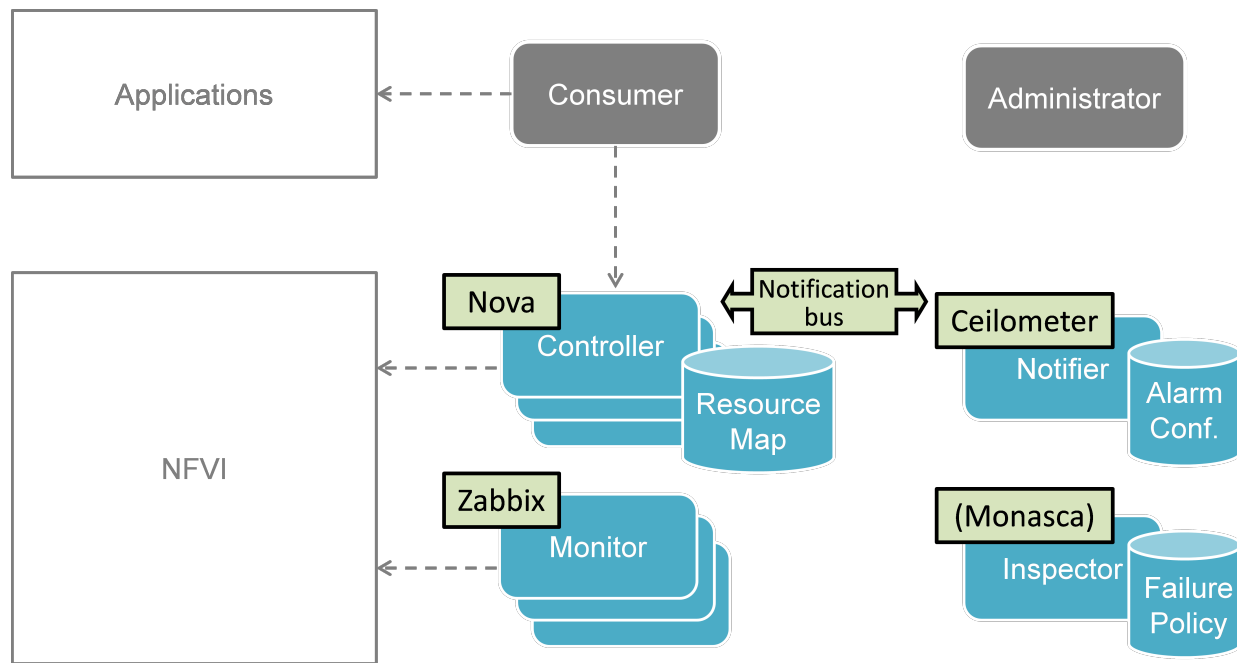 Applications
Consumer
Administrator
Nova
Controller
Resource
Map
Notification
bus
Ceilometer
Notifier
Alarm
Conf.
NFVI
Zabbix
Monitor
(Monasca)
Inspector
Failure
Policy